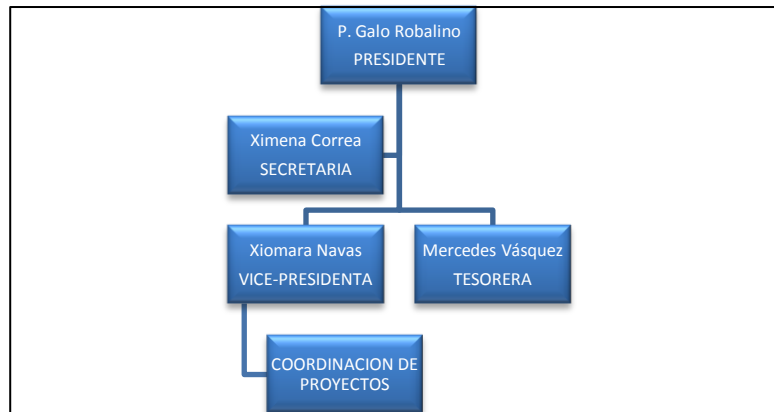 P. Galo Robalino
PRESIDENTE
Ximena Correa
SECRETARIA
Xiomara Navas
VICE-PRESIDENTA
Mercedes Vásquez
TESORERA
COORDINACION DE
PROYECTOS